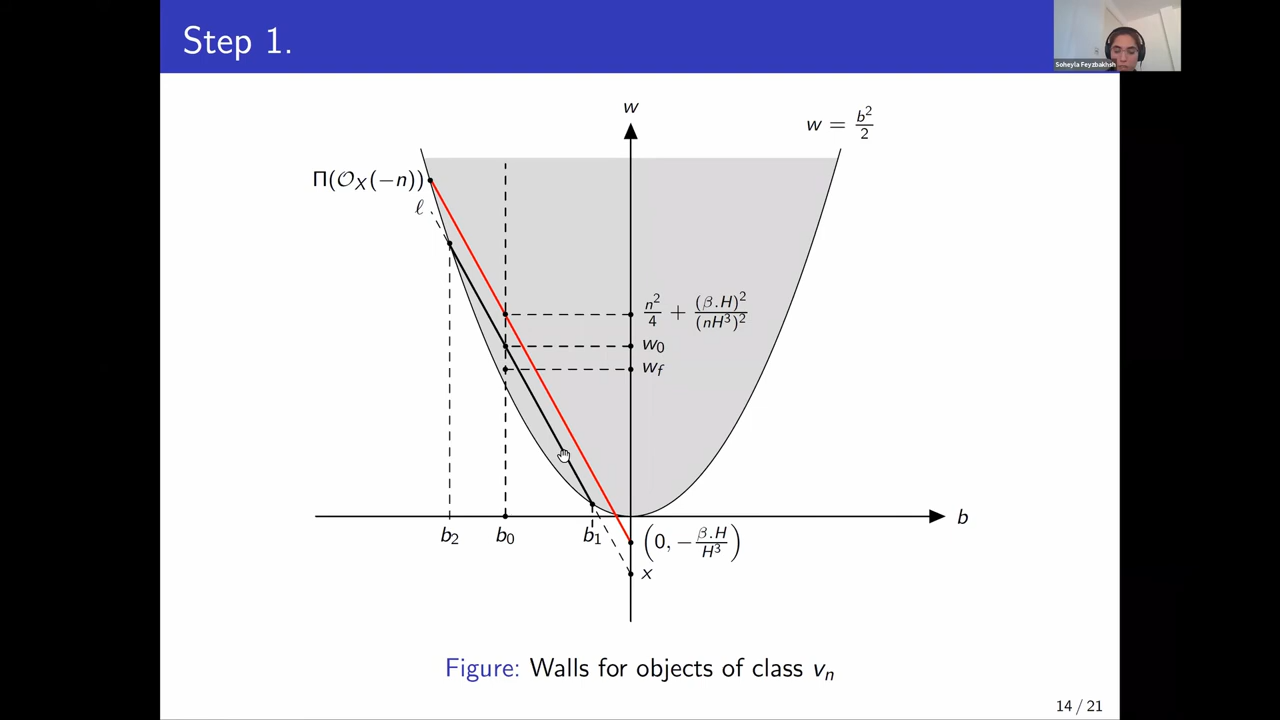 Step 1.
Soheyla Feyzbakhsh
w
w = b²/2
Π(𝒪_X(−n))
ℓ
n²/4 + (β.H)²/(nH³)²
w₀
w_f
b₂ b₀ b₁ b
(0, −β.H/H³)
x
Figure: Walls for objects of class vₙ
14 / 21